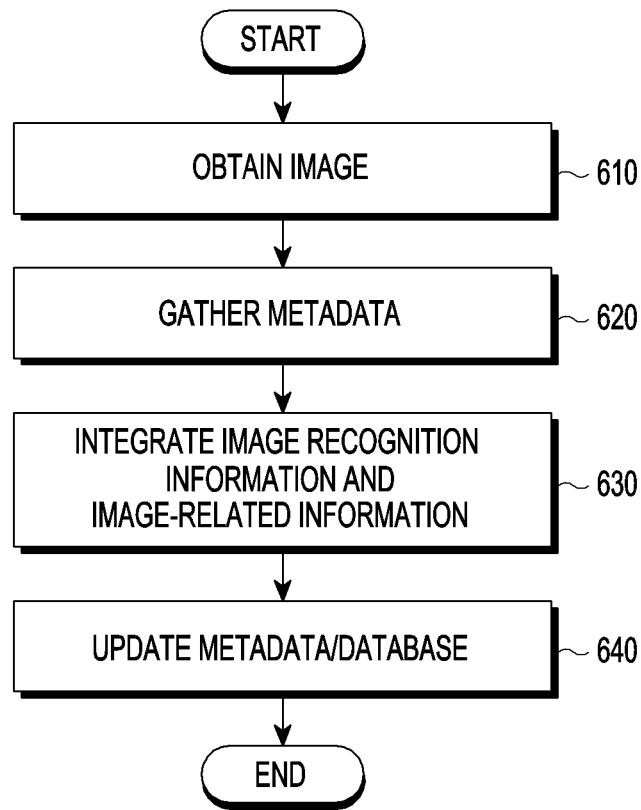 START
OBTAIN IMAGE
610
GATHER METADATA
620
INTEGRATE IMAGE RECOGNITION
INFORMATION AND
IMAGE-RELATED INFORMATION
630
UPDATE METADATA/DATABASE
640
END